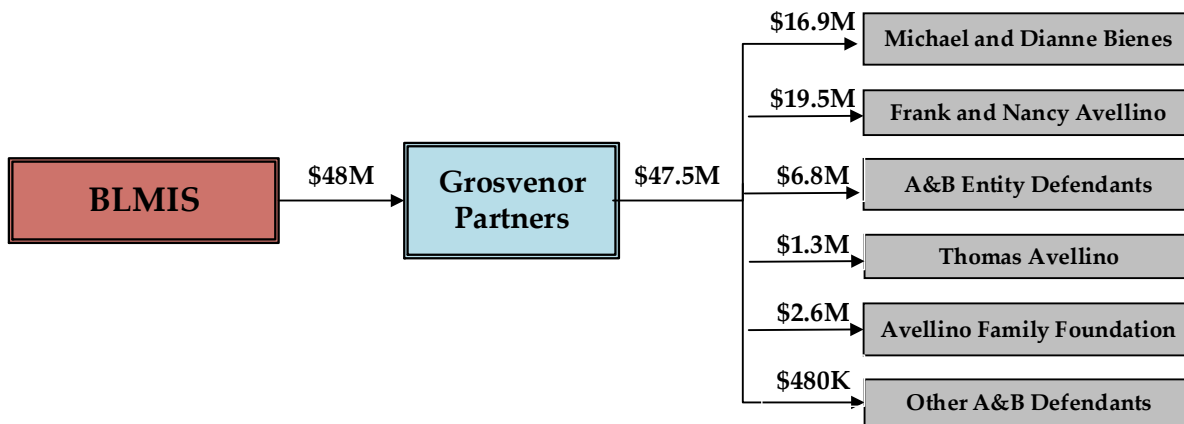 $16.9M
Michael and Dianne Bienes
$19.5M
Frank and Nancy Avellino
BLMIS
$48M
Grosvenor
Partners
$47.5M
$6.8M
A&B Entity Defendants
$1.3M
Thomas Avellino
$2.6M
Avellino Family Foundation
$480K
Other A&B Defendants